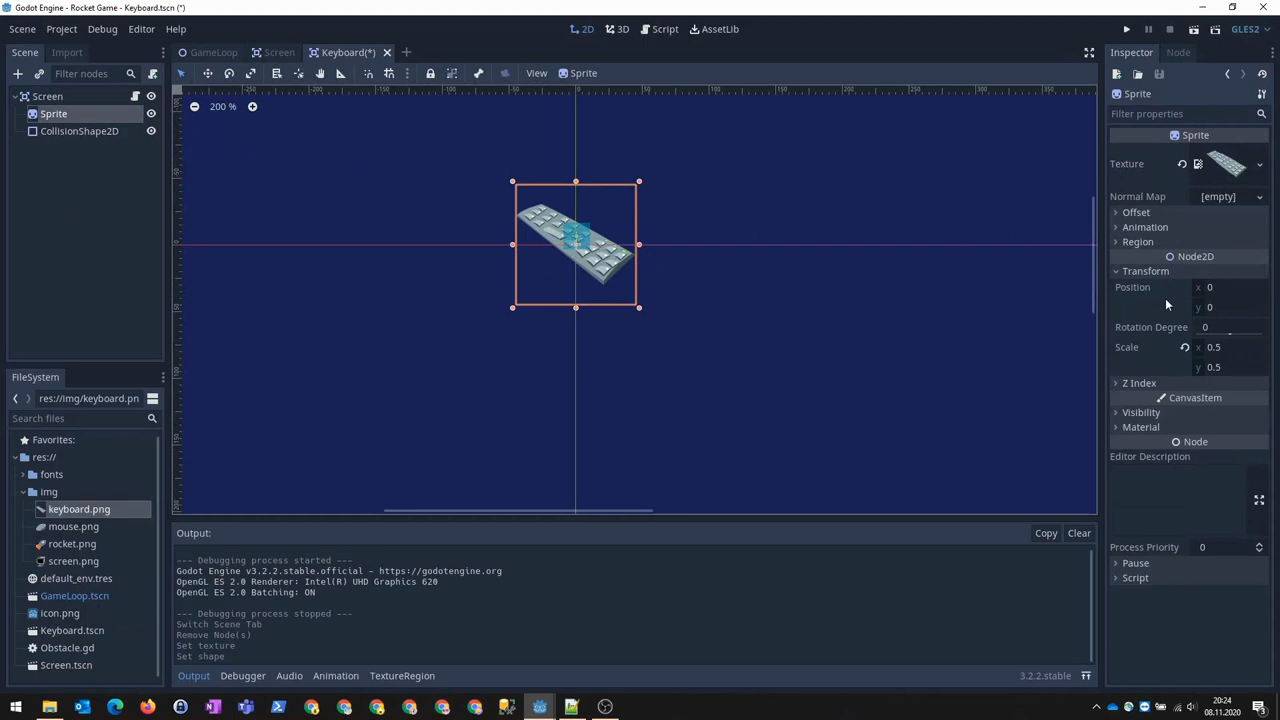 Godot Engine - Rocket Game - Keyboard.tscn (*)
Scene Project Debug Editor Help
2D 3D Script AssetLib
GLES2
Scene Import
Filter nodes
Screen
Sprite
CollisionShape2D
GameLoop Screen Keyboard(*)
View Sprite
200 %
Inspector Node
Sprite
Filter properties
Sprite
Texture
Normal Map [empty]
Offset
Animation
Region
Node2D
Transform
Position x 0
y 0
Rotation Degree 0
Scale x 0.5
y 0.5
Z Index
CanvasItem
Visibility
Material
Node
Editor Description
Process Priority 0
Pause
Script
FileSystem
res://img/keyboard.pn
Search files
Favorites:
res://
fonts
img
keyboard.png
mouse.png
rocket.png
screen.png
default_env.tres
GameLoop.tscn
icon.png
Keyboard.tscn
Obstacle.gd
Screen.tscn
Output: Copy Clear
--- Debugging process started ---
Godot Engine v3.2.2.stable.official - https://godotengine.org
OpenGL ES 2.0 Renderer: Intel(R) UHD Graphics 620
OpenGL ES 2.0 Batching: ON
--- Debugging process stopped ---
Switch Scene Tab
Remove Node(s)
Set texture
Set shape
Output Debugger Audio Animation TextureRegion 3.2.2.stable
20:24
08.11.2020